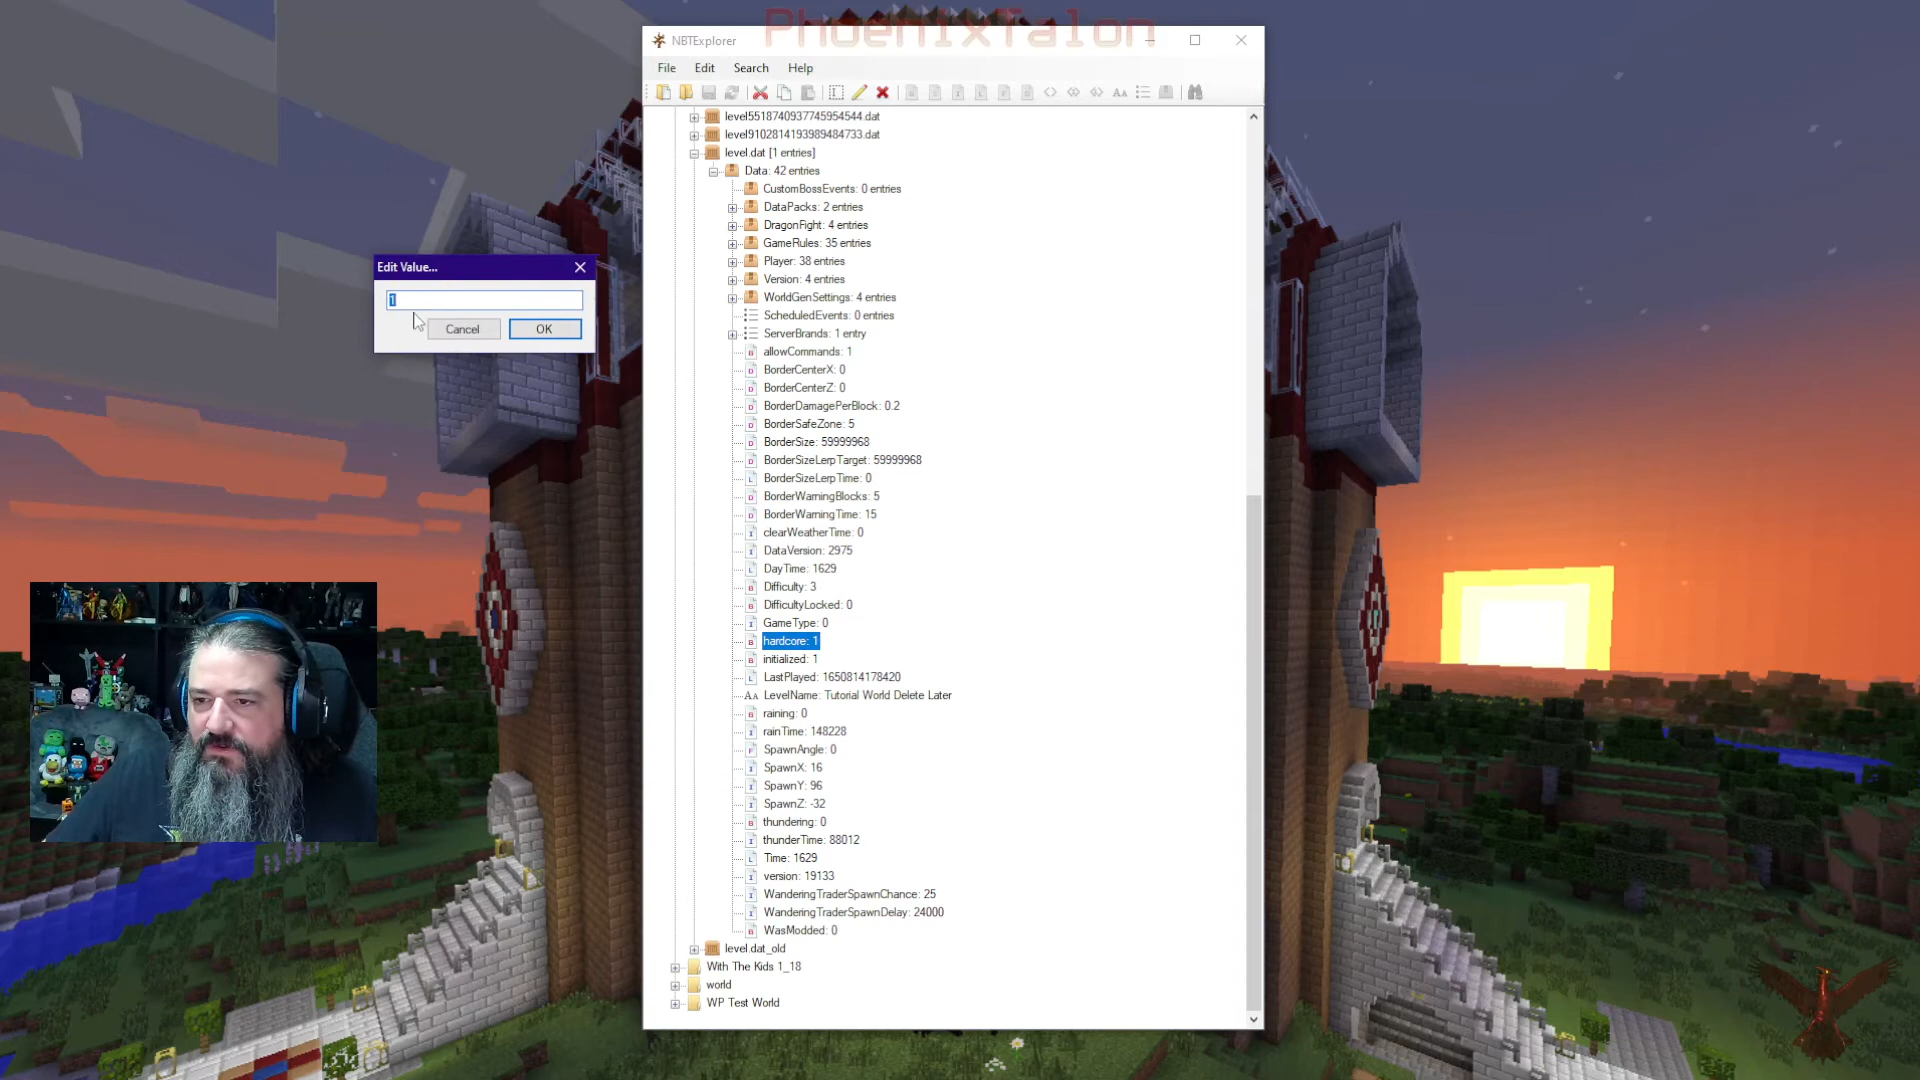 PhoenixTalon
NBTExplorer
File Edit Search Help
level5518740937745954544.dat
level9102814193989484733.dat
level.dat [1 entries]
Data: 42 entries
CustomBossEvents: 0 entries
DataPacks: 2 entries
DragonFight: 4 entries
GameRules: 35 entries
Player: 38 entries
Version: 4 entries
WorldGenSettings: 4 entries
ScheduledEvents: 0 entries
ServerBrands: 1 entry
allowCommands: 1
BorderCenterX: 0
BorderCenterZ: 0
BorderDamagePerBlock: 0.2
BorderSafeZone: 5
BorderSize: 59999968
BorderSizeLerpTarget: 59999968
BorderSizeLerpTime: 0
BorderWarningBlocks: 5
BorderWarningTime: 15
clearWeatherTime: 0
DataVersion: 2975
DayTime: 1629
Difficulty: 3
DifficultyLocked: 0
GameType: 0
hardcore: 1
initialized: 1
LastPlayed: 1650814178420
LevelName: Tutorial World Delete Later
raining: 0
rainTime: 148228
SpawnAngle: 0
SpawnX: 16
SpawnY: 96
SpawnZ: -32
thundering: 0
thunderTime: 88012
Time: 1629
version: 19133
WanderingTraderSpawnChance: 25
WanderingTraderSpawnDelay: 24000
WasModded: 0
level.dat_old
With The Kids 1_18
world
WP Test World
Edit Value...
1
Cancel OK